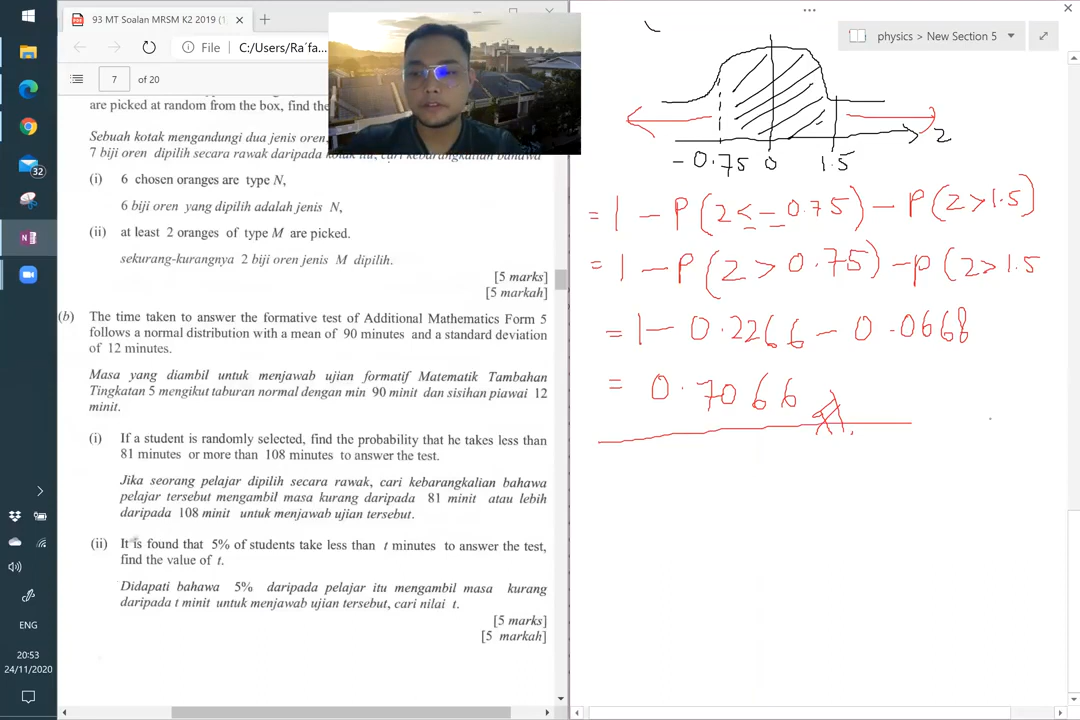 93 MT Soalan MRSM K2 2019 (1
File
C:/Users/Ra´fa...
physics > New Section 5
7 of 20
are picked at random from the box, find the
Sebuah kotak mengandungi dua jenis oren.
7 biji oren dipilih secara rawak daripada kotak itu, cari kebarangkalian bahawa
(i) 6 chosen oranges are type N,
6 biji oren yang dipilih adalah jenis N,
(ii) at least 2 oranges of type M are picked.
sekurang-kurangnya 2 biji oren jenis M dipilih.
[5 marks]
[5 markah]
(b) The time taken to answer the formative test of Additional Mathematics Form 5
follows a normal distribution with a mean of 90 minutes and a standard deviation
of 12 minutes.
Masa yang diambil untuk menjawab ujian formatif Matematik Tambahan
Tingkatan 5 mengikut taburan normal dengan min 90 minit dan sisihan piawai 12
minit.
(i) If a student is randomly selected, find the probability that he takes less than
81 minutes or more than 108 minutes to answer the test.
Jika seorang pelajar dipilih secara rawak, cari kebarangkalian bahawa
pelajar tersebut mengambil masa kurang daripada 81 minit atau lebih
daripada 108 minit untuk menjawab ujian tersebut.
(ii) It is found that 5% of students take less than t minutes to answer the test,
find the value of t.
Didapati bahawa 5% daripada pelajar itu mengambil masa kurang
daripada t minit untuk menjawab ujian tersebut, cari nilai t.
[5 marks]
[5 markah]
z
-0.75 0 1.5
= 1 - P(z ≤ -0.75) - P(z > 1.5)
= 1 - P(z > 0.75) - P(z > 1.5
= 1 - 0.2266 - 0.0668
= 0.7066
32
ENG
20:53
24/11/2020